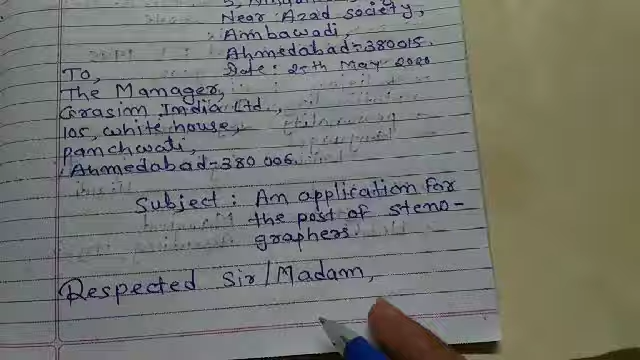 Near Azad society,
Ambawadi,
Ahmedabad-380015.
Date: 25th May 2020
To,
The Manager,
Grasim India Ltd,
105, white house,
panchwati,
Ahmedabad-380 006.
Subject: An application for
the post of steno-
graphers.
Respected Sir/Madam,